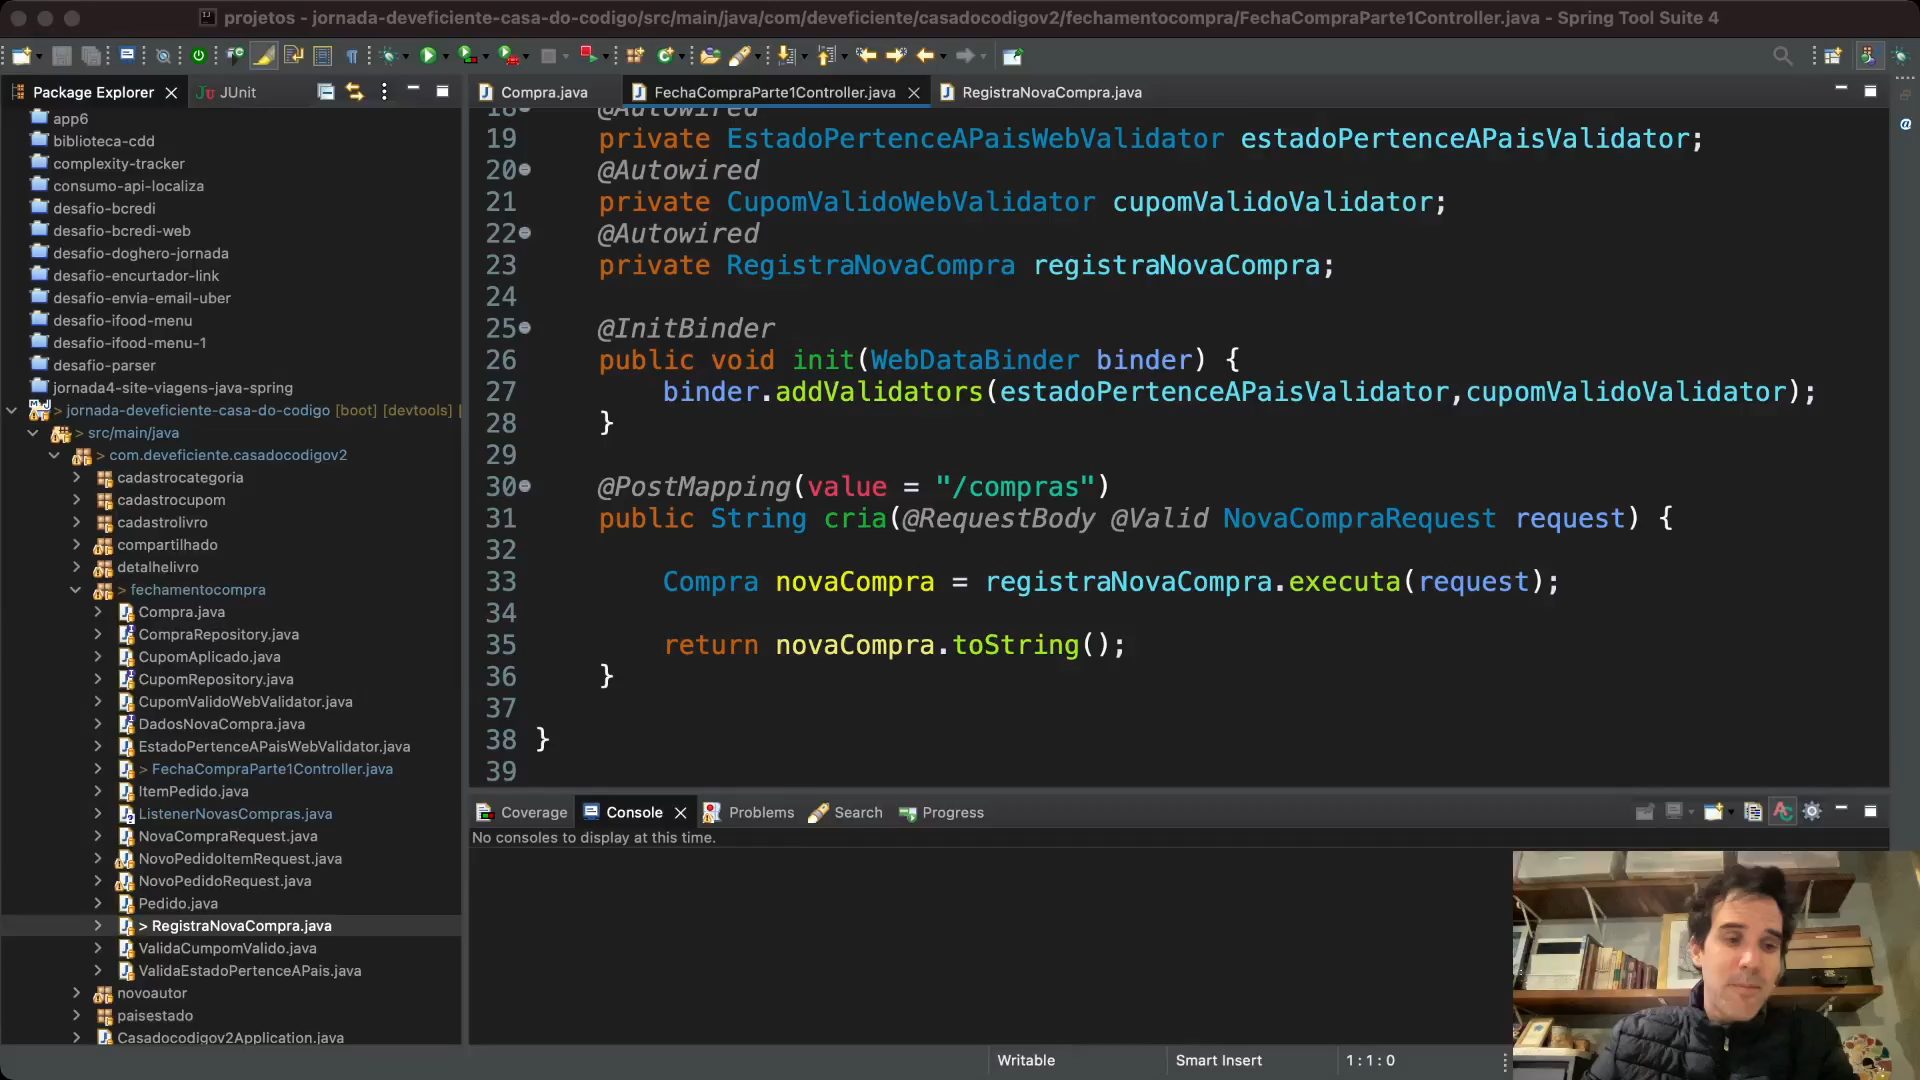 projetos - jornada-deveficiente-casa-do-codigo/src/main/java/com/deveficiente/casadocodigov2/fechamentocompra/FechaCompraParte1Controller.java - Spring Tool Suite 4
Package Explorer
JUnit
Compra.java
FechaCompraParte1Controller.java
RegistraNovaCompra.java
app6
biblioteca-cdd
complexity-tracker
consumo-api-localiza
desafio-bcredi
desafio-bcredi-web
desafio-doghero-jornada
desafio-encurtador-link
desafio-envia-email-uber
desafio-ifood-menu
desafio-ifood-menu-1
desafio-parser
jornada4-site-viagens-java-spring
> jornada-deveficiente-casa-do-codigo [boot] [devtools] [
> src/main/java
> com.deveficiente.casadocodigov2
cadastrocategoria
cadastrocupom
cadastrolivro
compartilhado
detalhelivro
> fechamentocompra
Compra.java
CompraRepository.java
CupomAplicado.java
CupomRepository.java
CupomValidoWebValidator.java
DadosNovaCompra.java
EstadoPertenceAPaisWebValidator.java
> FechaCompraParte1Controller.java
ItemPedido.java
ListenerNovasCompras.java
NovaCompraRequest.java
NovoPedidoItemRequest.java
NovoPedidoRequest.java
Pedido.java
> RegistraNovaCompra.java
ValidaCumpomValido.java
ValidaEstadoPertenceAPais.java
novoautor
paisestado
Casadocodigov2Application.java
18 @Autowired
19 private EstadoPertenceAPaisWebValidator estadoPertenceAPaisValidator;
20 @Autowired
21 private CupomValidoWebValidator cupomValidoValidator;
22 @Autowired
23 private RegistraNovaCompra registraNovaCompra;
24
25 @InitBinder
26 public void init(WebDataBinder binder) {
27 binder.addValidators(estadoPertenceAPaisValidator,cupomValidoValidator);
28 }
29
30 @PostMapping(value = "/compras")
31 public String cria(@RequestBody @Valid NovaCompraRequest request) {
32
33 Compra novaCompra = registraNovaCompra.executa(request);
34
35 return novaCompra.toString();
36 }
37
38 }
39
Coverage
Console
Problems
Search
Progress
No consoles to display at this time.
Writable
Smart Insert
1:1:0